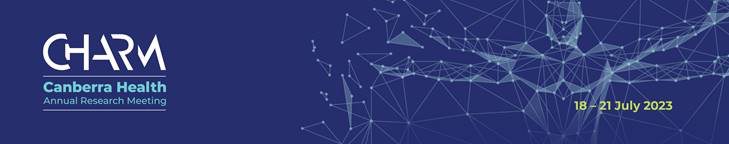 CHARM
Canberra Health
Annual Research Meeting
18 – 21 July 2023